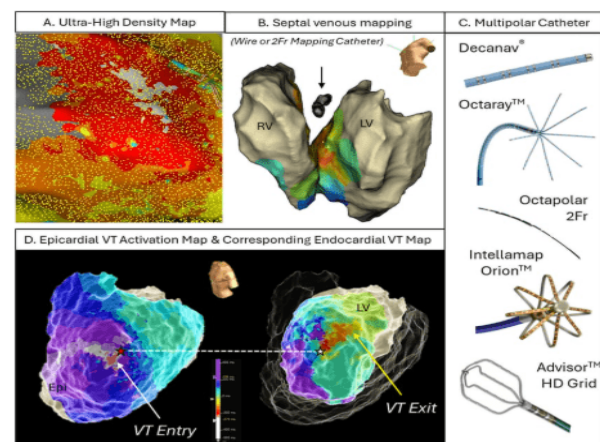 A. Ultra-High Density Map
B. Septal venous mapping
(Wire or 2Fr Mapping Catheter)
RV
LV
C. Multipolar Catheter
Decanav®
Octaray™
Octapolar
2Fr
Intellamap
Orion™
Advisor™
HD Grid
D. Epicardial VT Activation Map & Corresponding Endocardial VT Map
Epi
VT Entry
LV
VT Exit